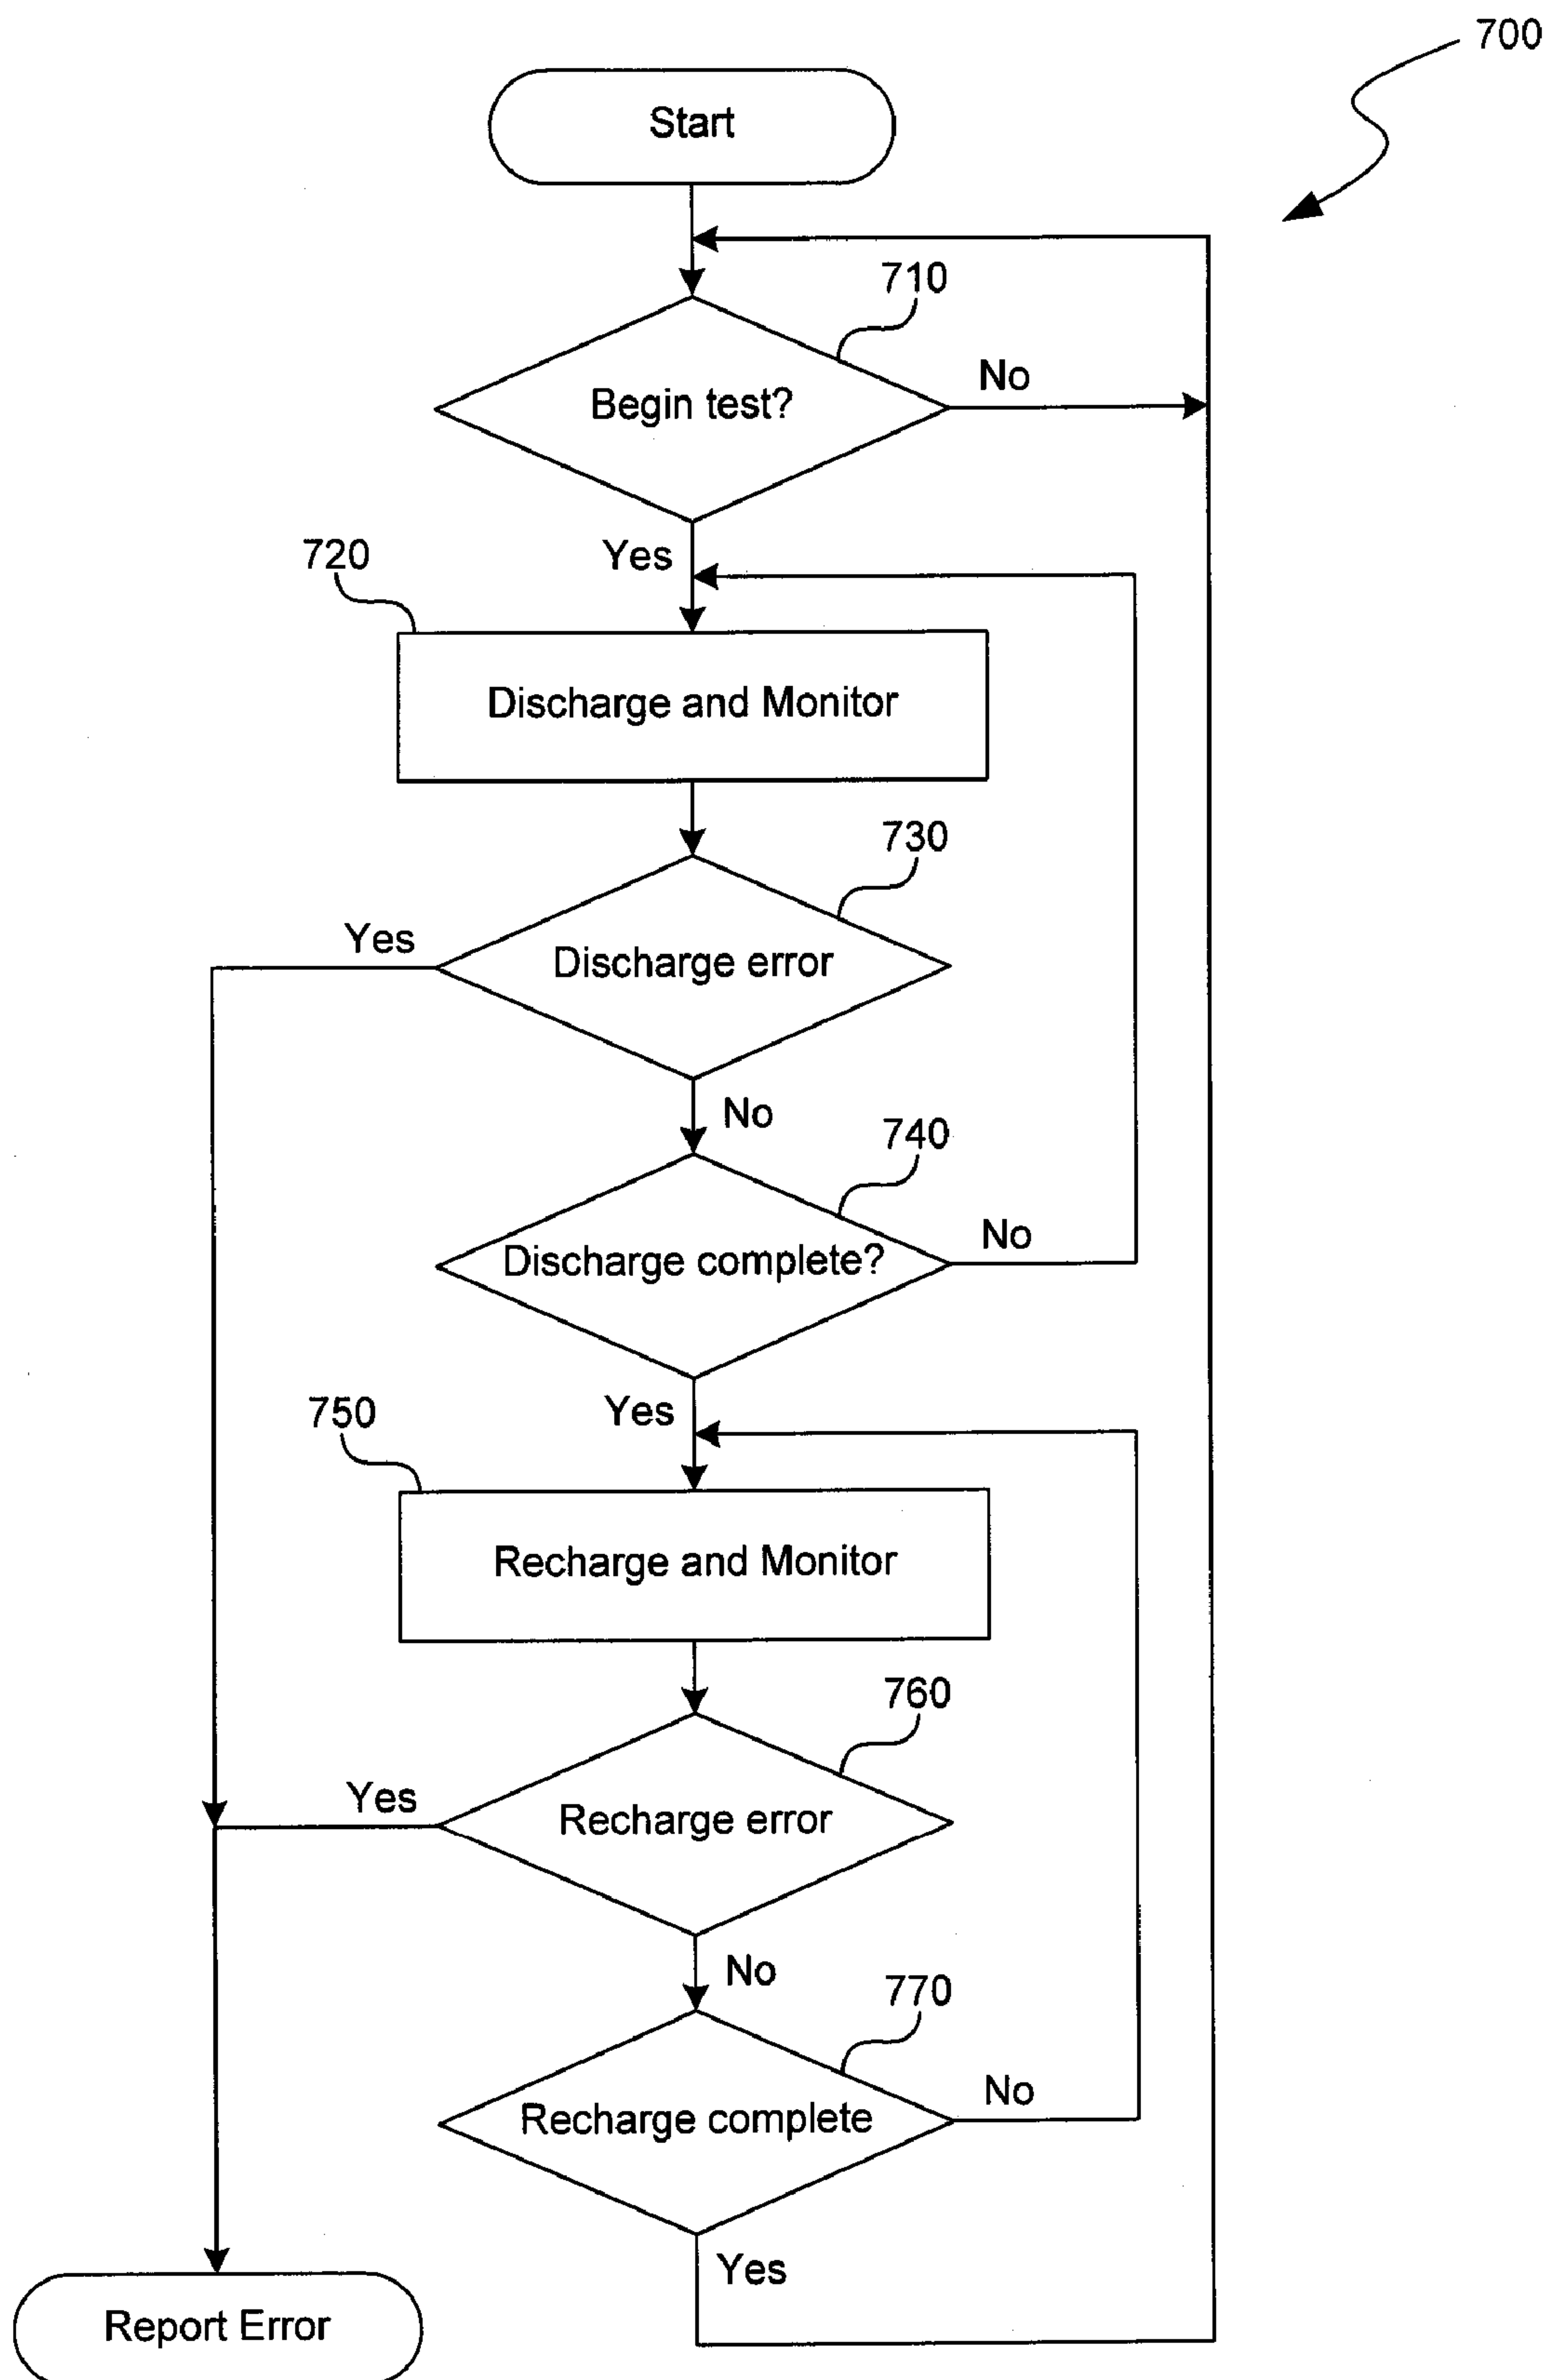 700
Start
710
Begin test?
No
Yes
720
Discharge and Monitor
730
Yes
Discharge error
No
740
Discharge complete?
No
Yes
750
Recharge and Monitor
760
Yes
Recharge error
No
770
Recharge complete
No
Yes
Report Error